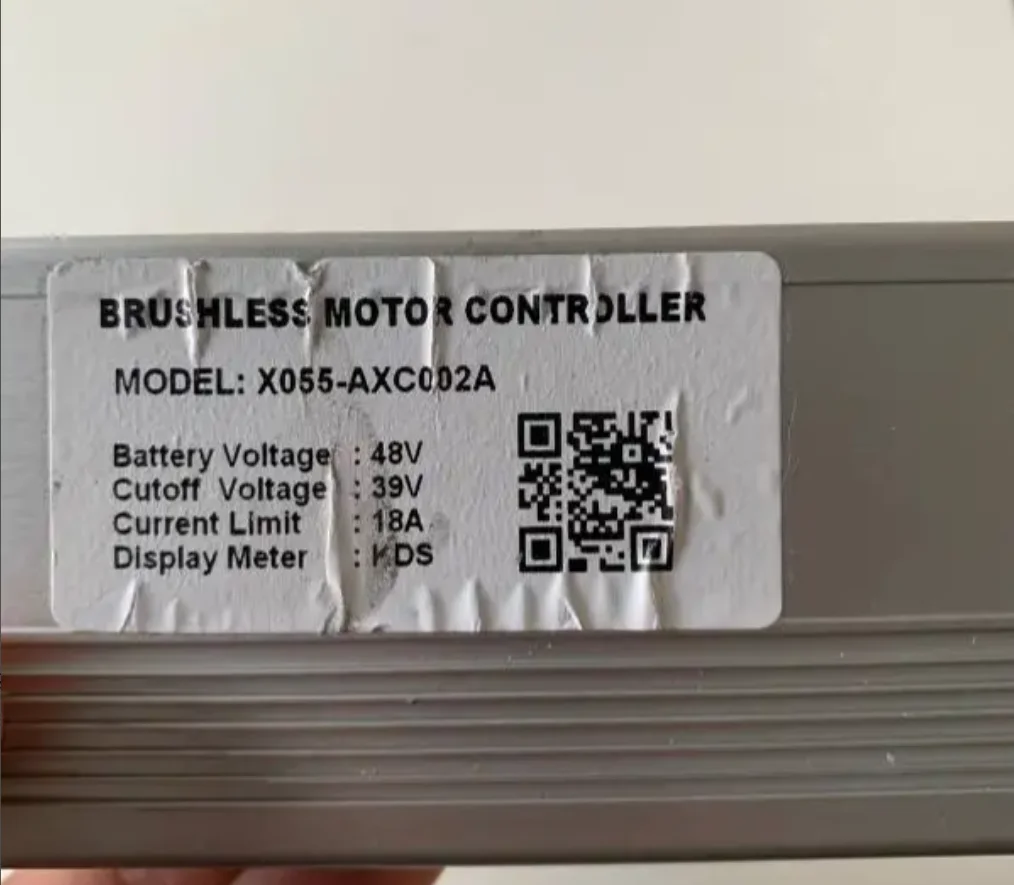 BRUSHLESS MOTOR CONTROLLER
MODEL: X055-AXC002A
Battery Voltage : 48V
Cutoff Voltage : 39V
Current Limit : 18A
Display Meter : KDS